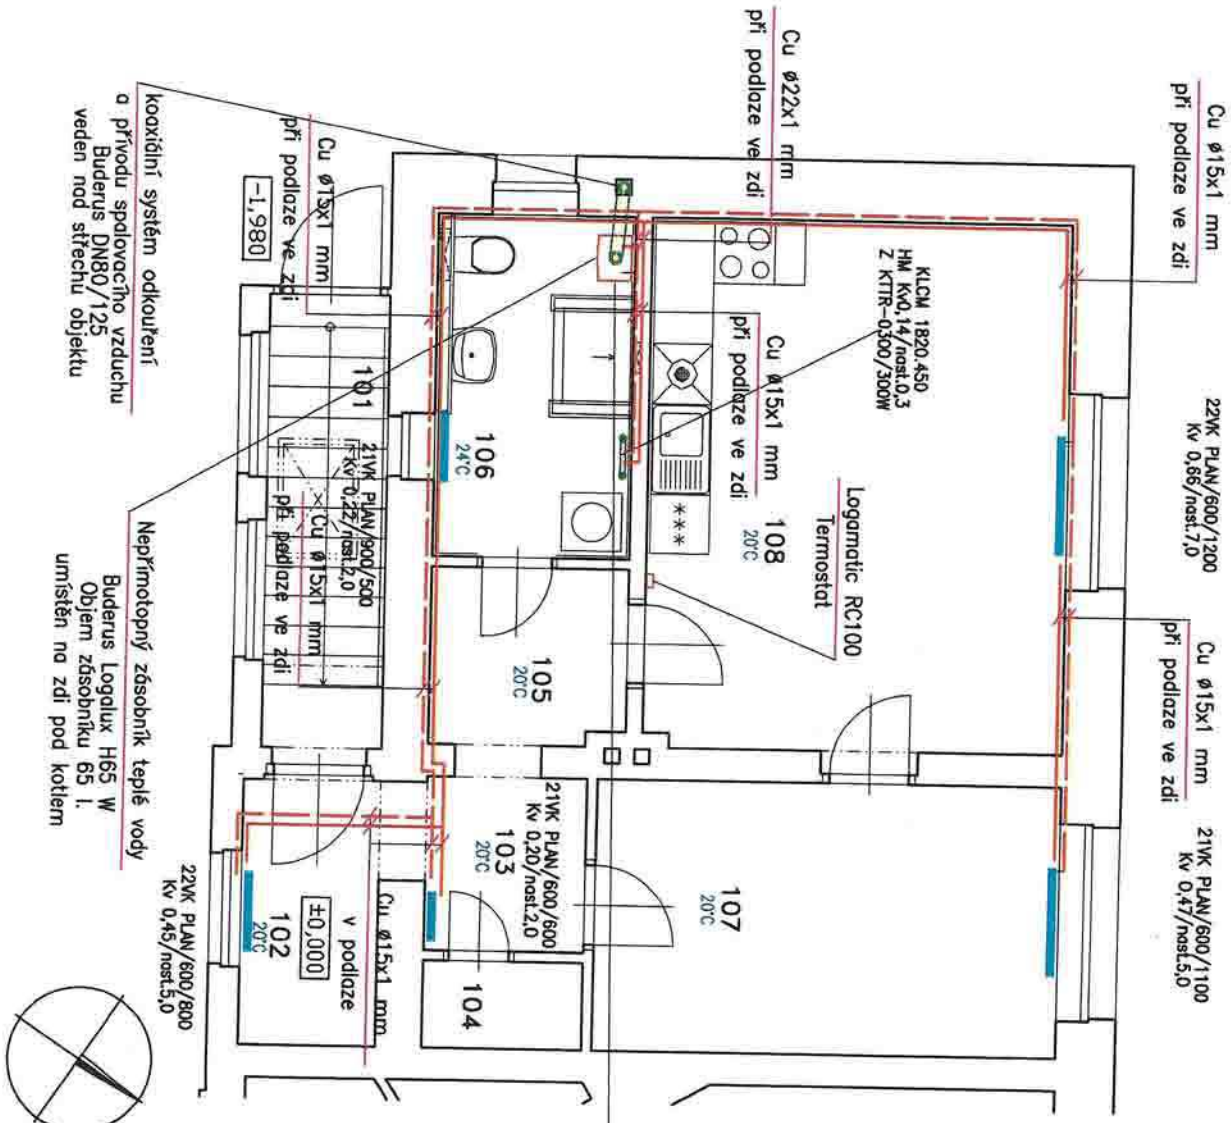 Cu ø15x1 mm
při podlaze ve zdi
22VK PLAN/600/1200
Kv 0,66/nast.7,0
Cu ø15x1 mm
při podlaze ve zdi
21VK PLAN/600/1100
Kv 0,47/nast.5,0
Cu ø22x1 mm
při podlaze ve zdi
KLCM 1820.450
HM Kv0,14/nast.0,3
Z KTTR-0300/300W
Cu ø15x1 mm
při podlaze ve zdi
Logamatic RC100
Termostat
108
20°C
***
107
20°C
106
24°C
105
20°C
21VK PLAN/600/600
Kv 0,20/nast.2,0
103
20°C
104
Cu ø15x1 mm
při podlaze ve zdi
-1,980
101
21VK PLAN/900/500
Kv 0,22/nast.2,0
Cu ø15x1 mm
při podlaze ve zdi
Cu ø15x1 mm
v podlaze
±0,000
102
20°C
22VK PLAN/600/800
Kv 0,45/nast.5,0
koaxiální systém odkouření
a přívodu spalovacího vzduchu
Buderus DN80/125
veden nad střechu objektu
Nepřímotopný zásobník teplé vody
Buderus Logalux H65 W
Objem zásobníku 65 l.
umístěn na zdi pod kotlem